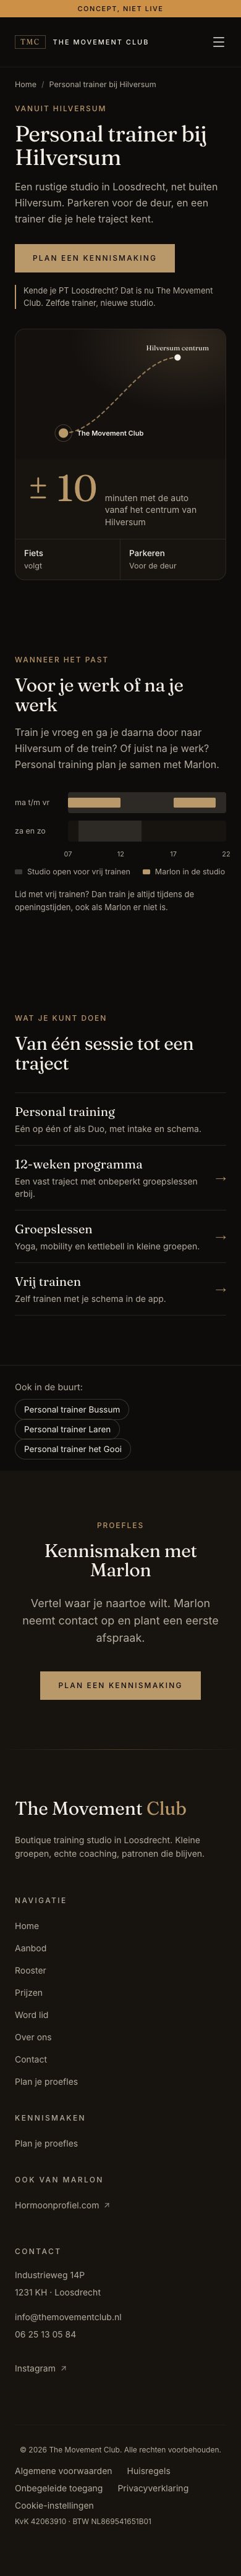 CONCEPT, NIET LIVE
TMC THE MOVEMENT CLUB
Home / Personal trainer bij Hilversum
VANUIT HILVERSUM
Personal trainer bij
Hilversum
Een rustige studio in Loosdrecht, net buiten
Hilversum. Parkeren voor de deur, en een
trainer die je hele traject kent.
PLAN EEN KENNISMAKING
Kende je PT Loosdrecht? Dat is nu The Movement
Club. Zelfde trainer, nieuwe studio.
Hilversum centrum
The Movement Club
± 10 minuten met de auto
vanaf het centrum van
Hilversum
Fiets
volgt
Parkeren
Voor de deur
WANNEER HET PAST
Voor je werk of na je
werk
Train je vroeg en ga je daarna door naar
Hilversum of de trein? Of juist na je werk?
Personal training plan je samen met Marlon.
ma t/m vr
za en zo
07 12 17 22
Studio open voor vrij trainen Marlon in de studio
Lid met vrij trainen? Dan train je altijd tijdens de
openingstijden, ook als Marlon er niet is.
WAT JE KUNT DOEN
Van één sessie tot een
traject
Personal training
Eén op één of als Duo, met intake en schema.
12-weken programma
Een vast traject met onbeperkt groepslessen
erbij.
→
Groepslessen
Yoga, mobility en kettlebell in kleine groepen.
→
Vrij trainen
Zelf trainen met je schema in de app.
→
Ook in de buurt:
Personal trainer Bussum
Personal trainer Laren
Personal trainer het Gooi
PROEFLES
Kennismaken met
Marlon
Vertel waar je naartoe wilt. Marlon
neemt contact op en plant een eerste
afspraak.
PLAN EEN KENNISMAKING
The Movement Club
Boutique training studio in Loosdrecht. Kleine
groepen, echte coaching, patronen die blijven.
NAVIGATIE
Home
Aanbod
Rooster
Prijzen
Word lid
Over ons
Contact
Plan je proefles
KENNISMAKEN
Plan je proefles
OOK VAN MARLON
Hormoonprofiel.com ↗
CONTACT
Industrieweg 14P
1231 KH · Loosdrecht
info@themovementclub.nl
06 25 13 05 84
Instagram ↗
© 2026 The Movement Club. Alle rechten voorbehouden.
Algemene voorwaarden Huisregels
Onbegeleide toegang Privacyverklaring
Cookie-instellingen
KvK 42063910 · BTW NL869541651B01